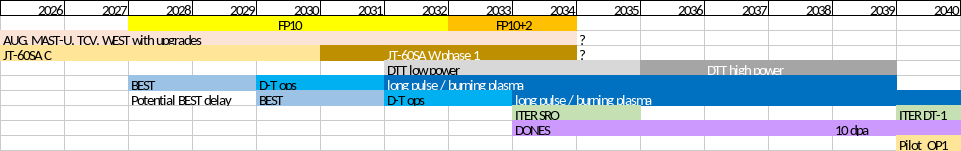 2026 2027 2028 2029 2030 2031 2032 2033 2034 2035 2036 2037 2038 2039 2040
FP10 FP10+2
AUG. MAST-U. TCV. WEST with upgrades ?
JT-60SA C JT-60SA Wphase 1 ?
DTT low power DTT high power
BEST D-T ops long pulse / burning plasma
Potential BEST delay BEST D-T ops long pulse / burning plasma
ITER SRO ITER DT-1
DONES 10 dpa
Pilot OP1